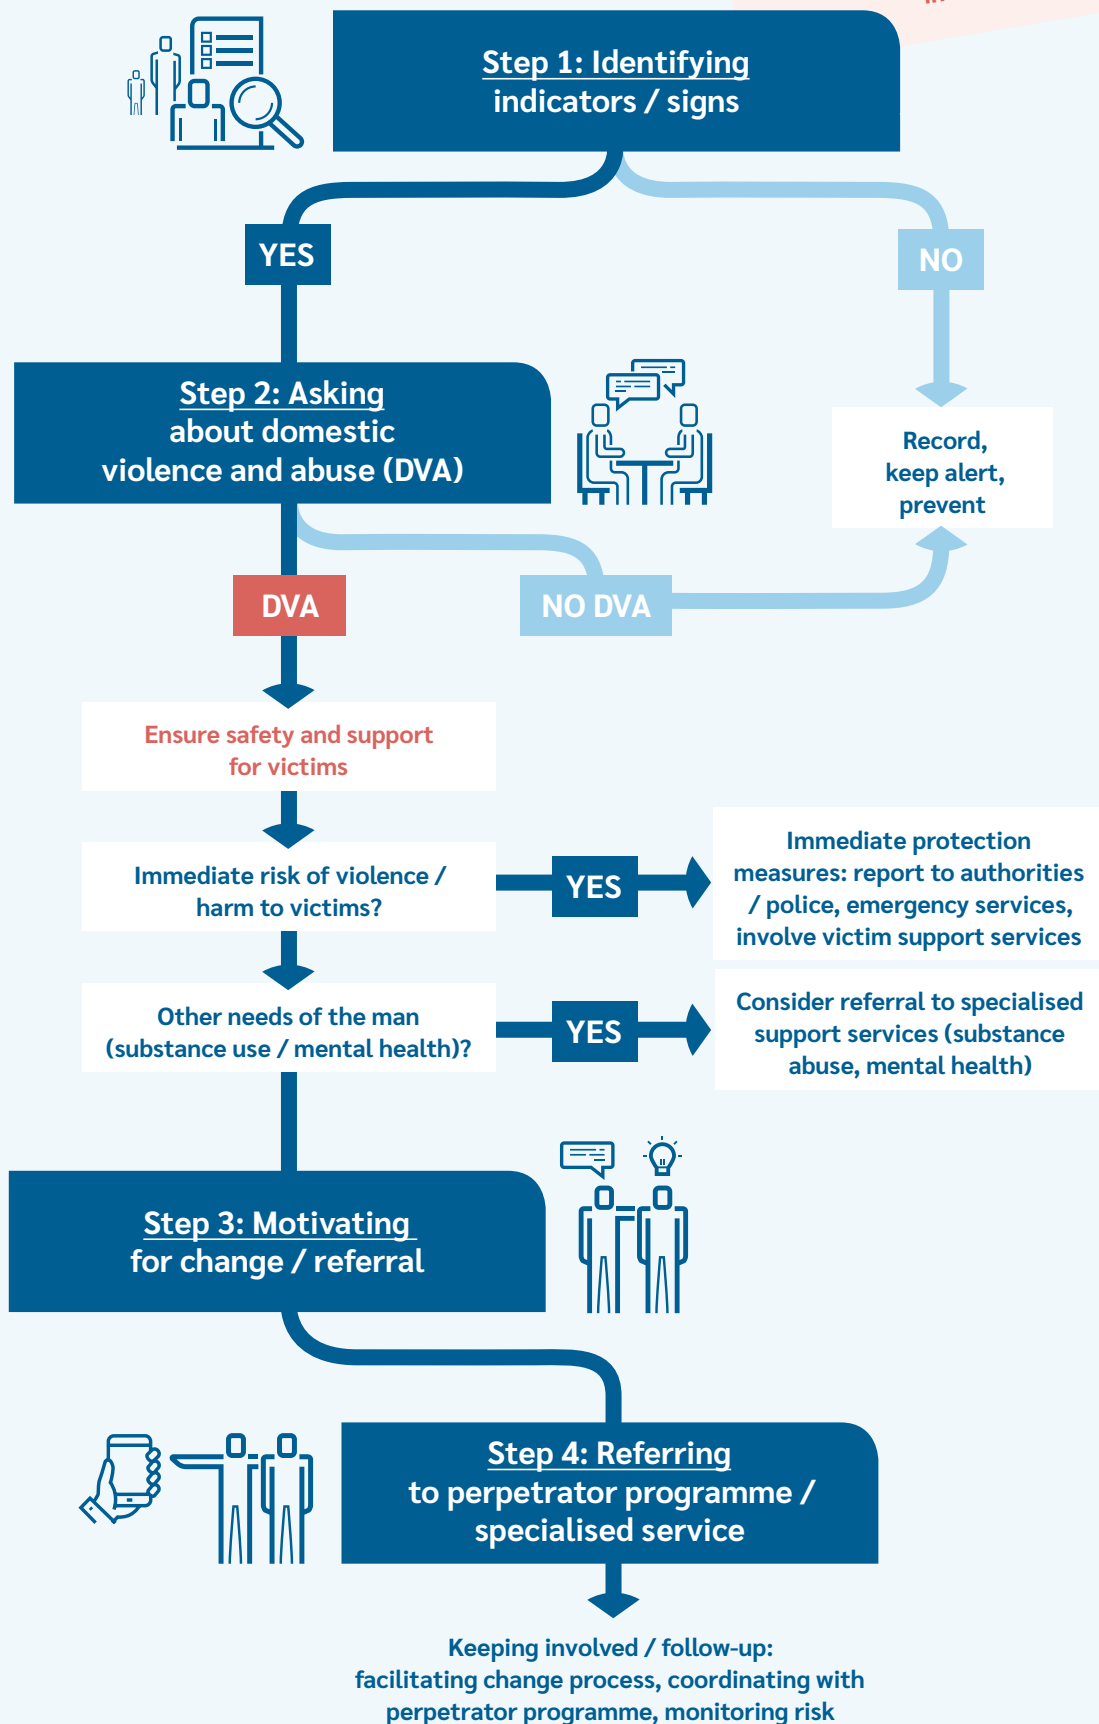 Step 1: Identifying
indicators / signs
YES
NO
Step 2: Asking
about domestic
violence and abuse (DVA)
Record,
keep alert,
prevent
DVA
NO DVA
Ensure safety and support
for victims
Immediate risk of violence /
harm to victims?
YES
Immediate protection
measures: report to authorities
/ police, emergency services,
involve victim support services
Other needs of the man
(substance use / mental health)?
YES
Consider referral to specialised
support services (substance
abuse, mental health)
Step 3: Motivating
for change / referral
Step 4: Referring
to perpetrator programme /
specialised service
Keeping involved / follow-up:
facilitating change process, coordinating with
perpetrator programme, monitoring risk